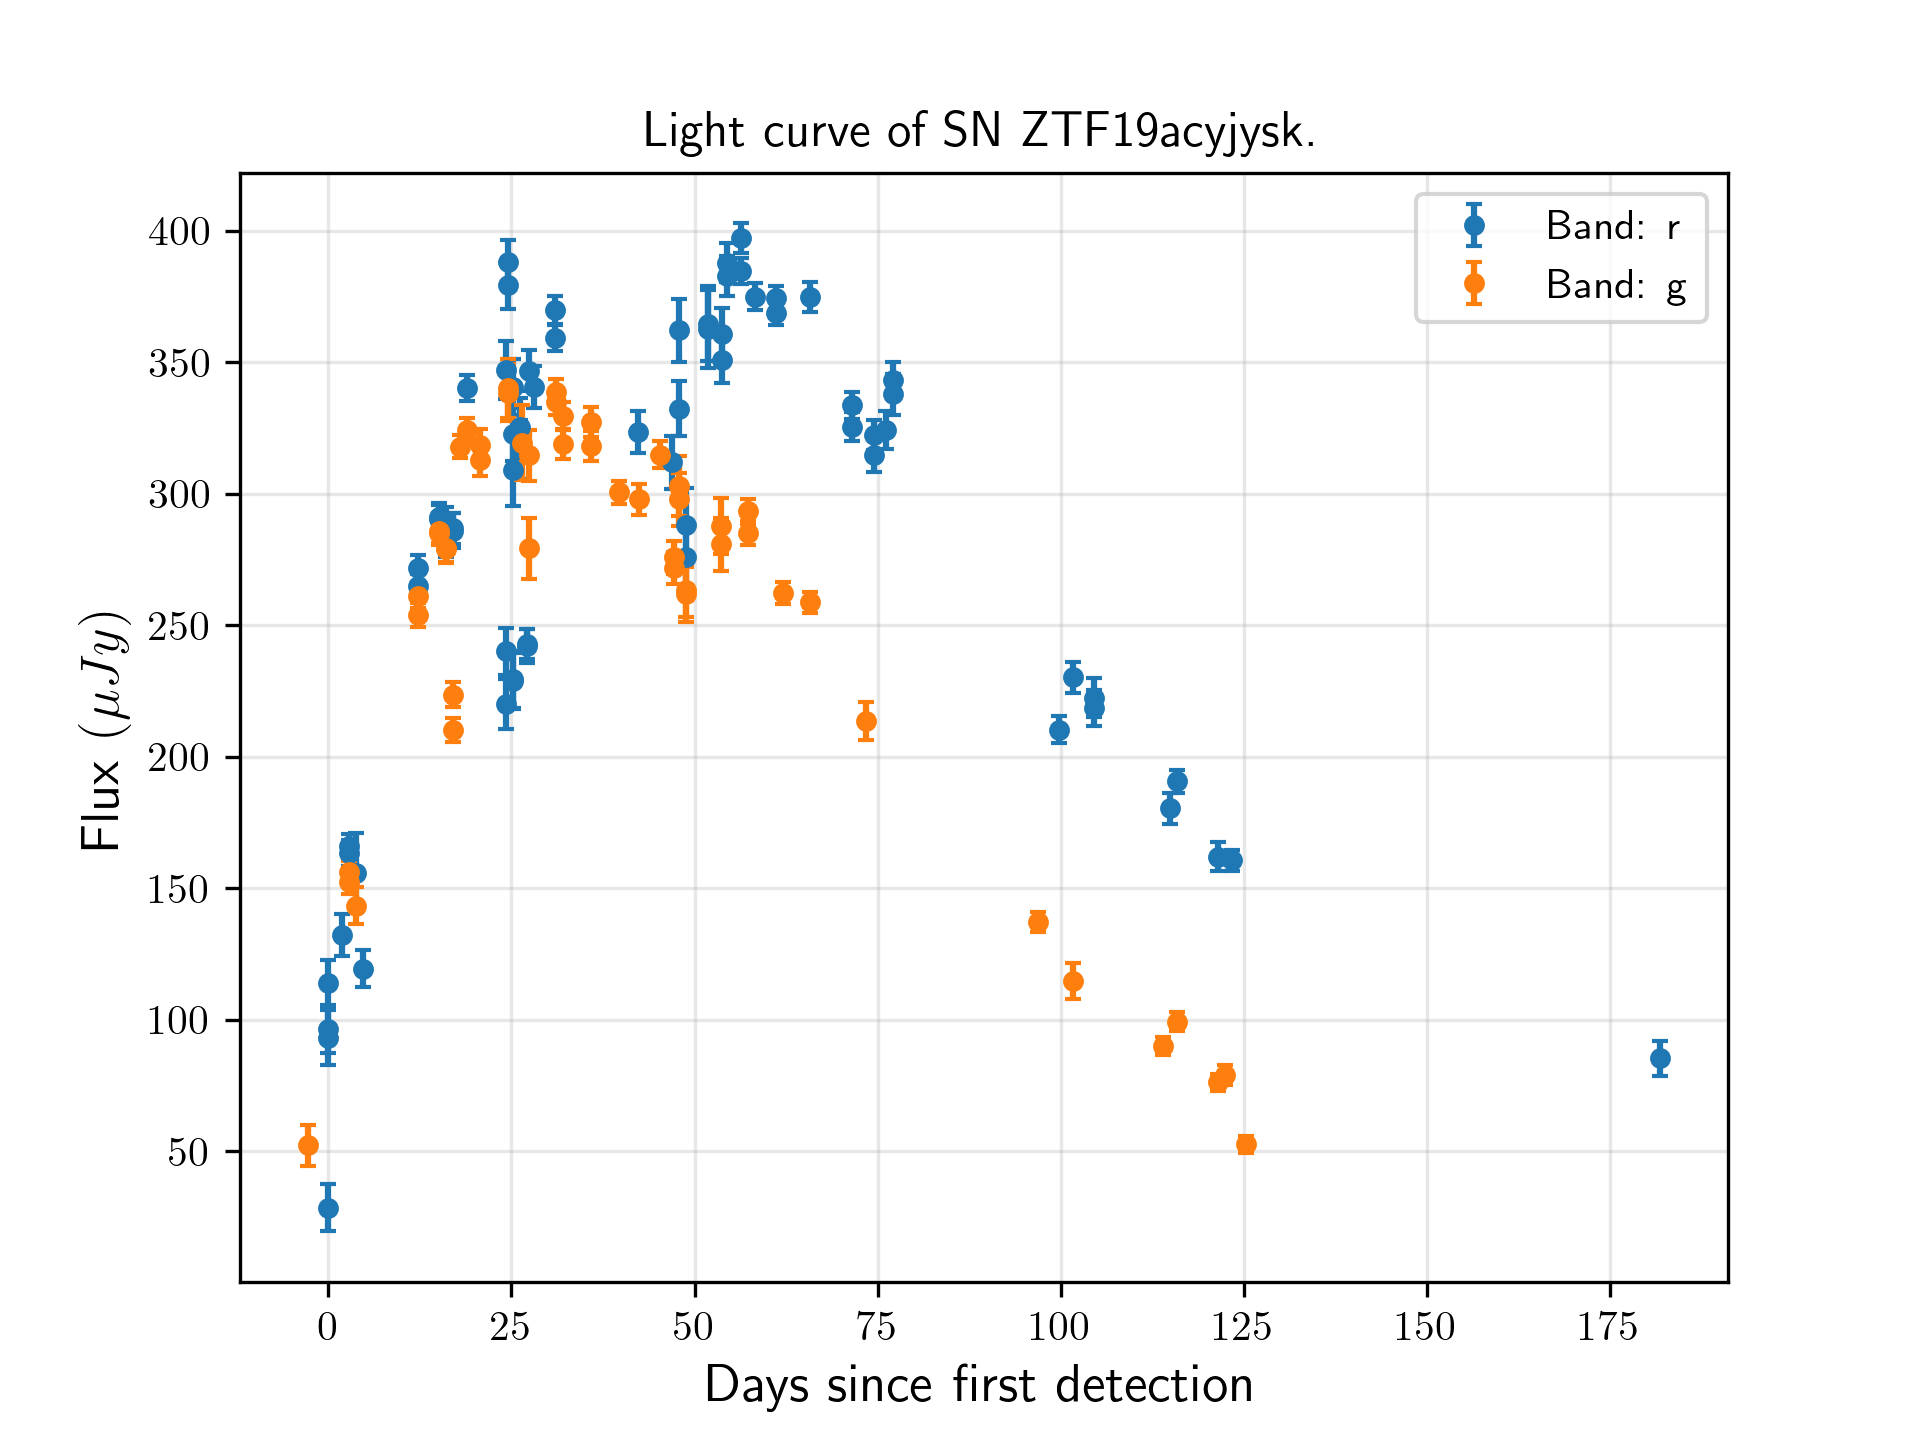 Light curve of SN ZTF19acyjysk.
Band: r
Band: g
400
350
300
250
200
150
100
50
Flux (μJy)
0 25 50 75 100 125 150 175
Days since first detection